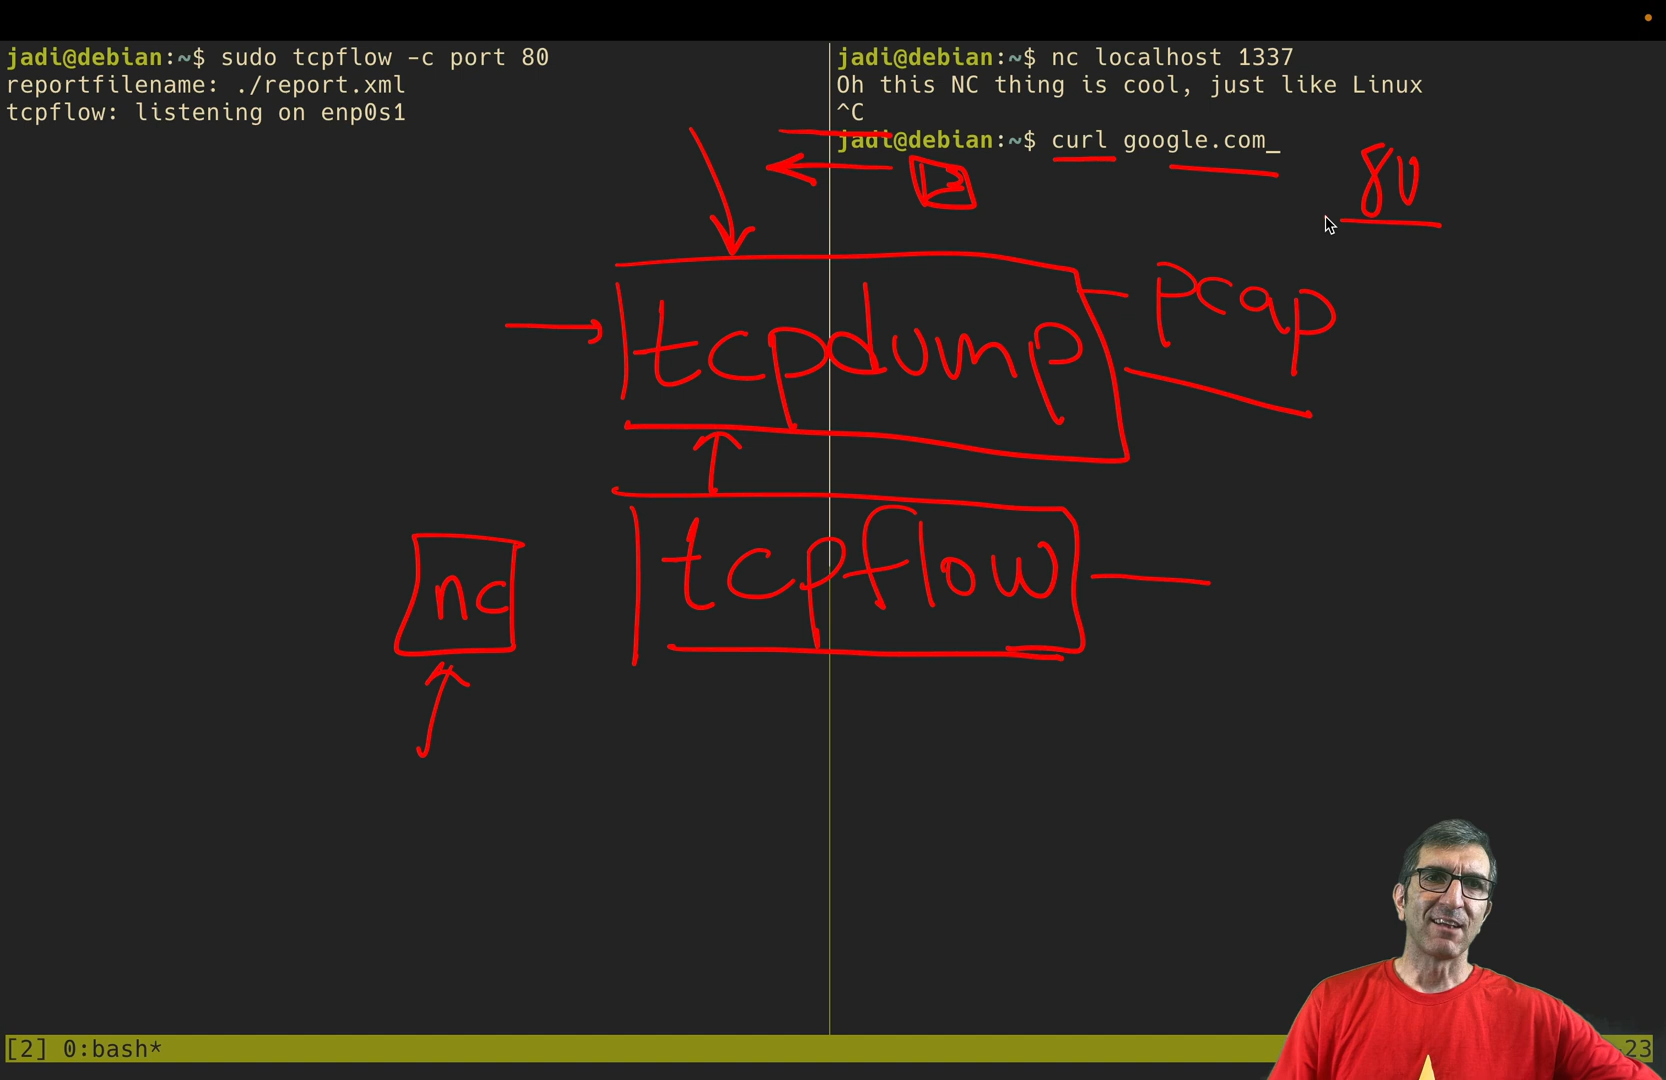 jadi@debian:~$ sudo tcpflow -c port 80
reportfilename: ./report.xml
tcpflow: listening on enp0s1
jadi@debian:~$ nc localhost 1337
Oh this NC thing is cool, just like Linux
^C
jadi@debian:~$ curl google.com_
80
pcap
tcpdump
tcpflow
nc
[2] 0:bash*
23